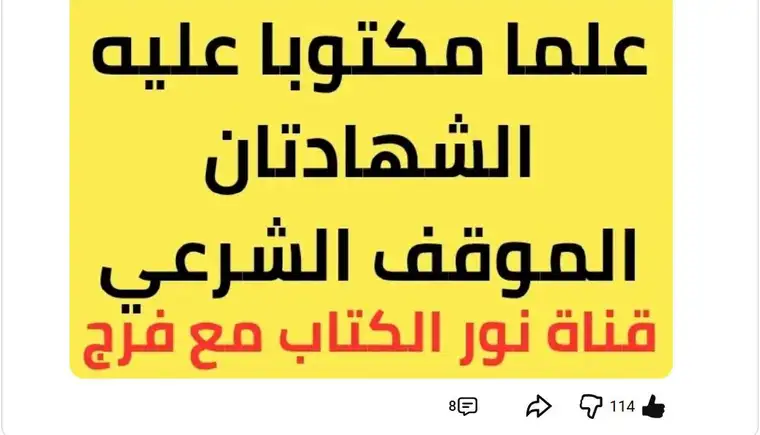 علما مكتوبا عليه
الشهادتان
الموقف الشرعي
قناة نور الكتاب مع فرج
114
8